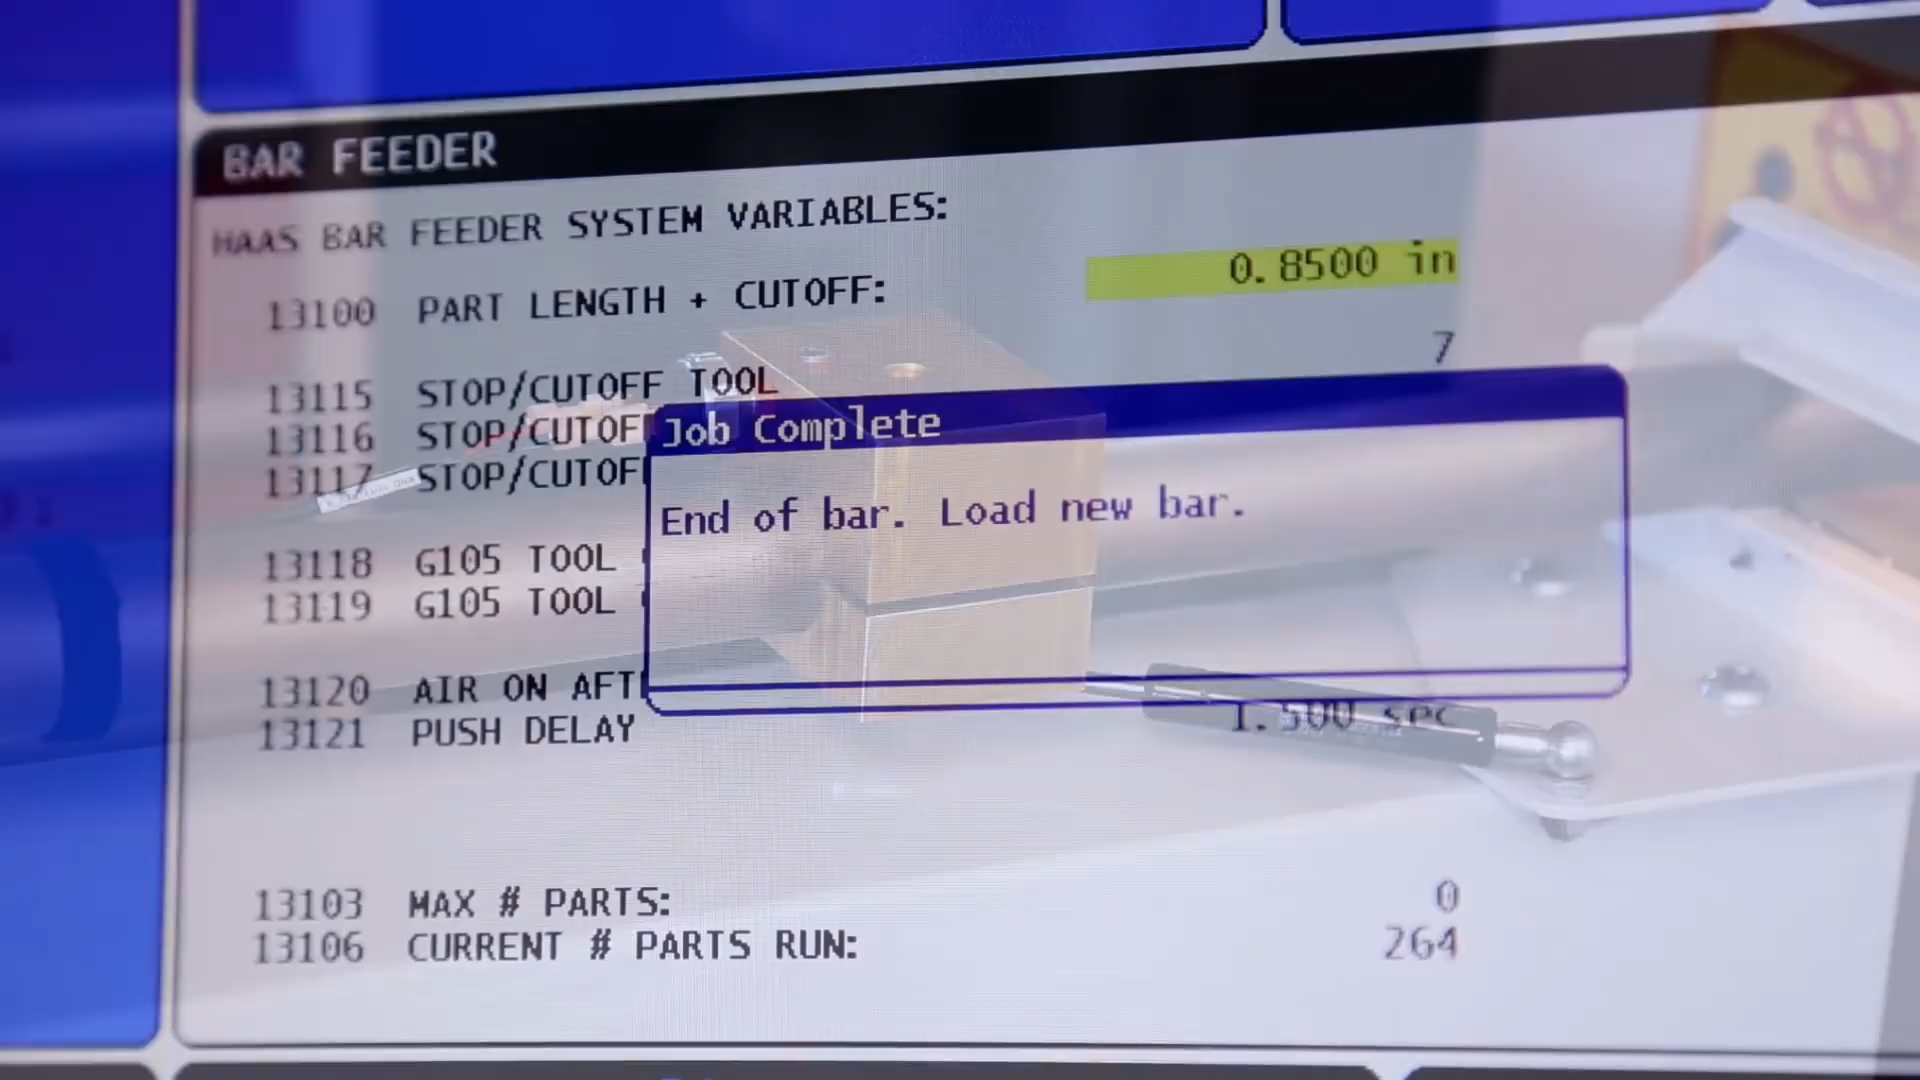 BAR FEEDER
HAAS BAR FEEDER SYSTEM VARIABLES:
13100 PART LENGTH + CUTOFF: 0.8500 in
13115 STOP/CUTOFF TOOL 7
13116 STOP/CUTOF
13117 STOP/CUTOF
Job Complete
End of bar. Load new bar.
13118 G105 TOOL
13119 G105 TOOL
13120 AIR ON AFT
13121 PUSH DELAY 1.500 sec
13103 MAX # PARTS: 0
13106 CURRENT # PARTS RUN: 264